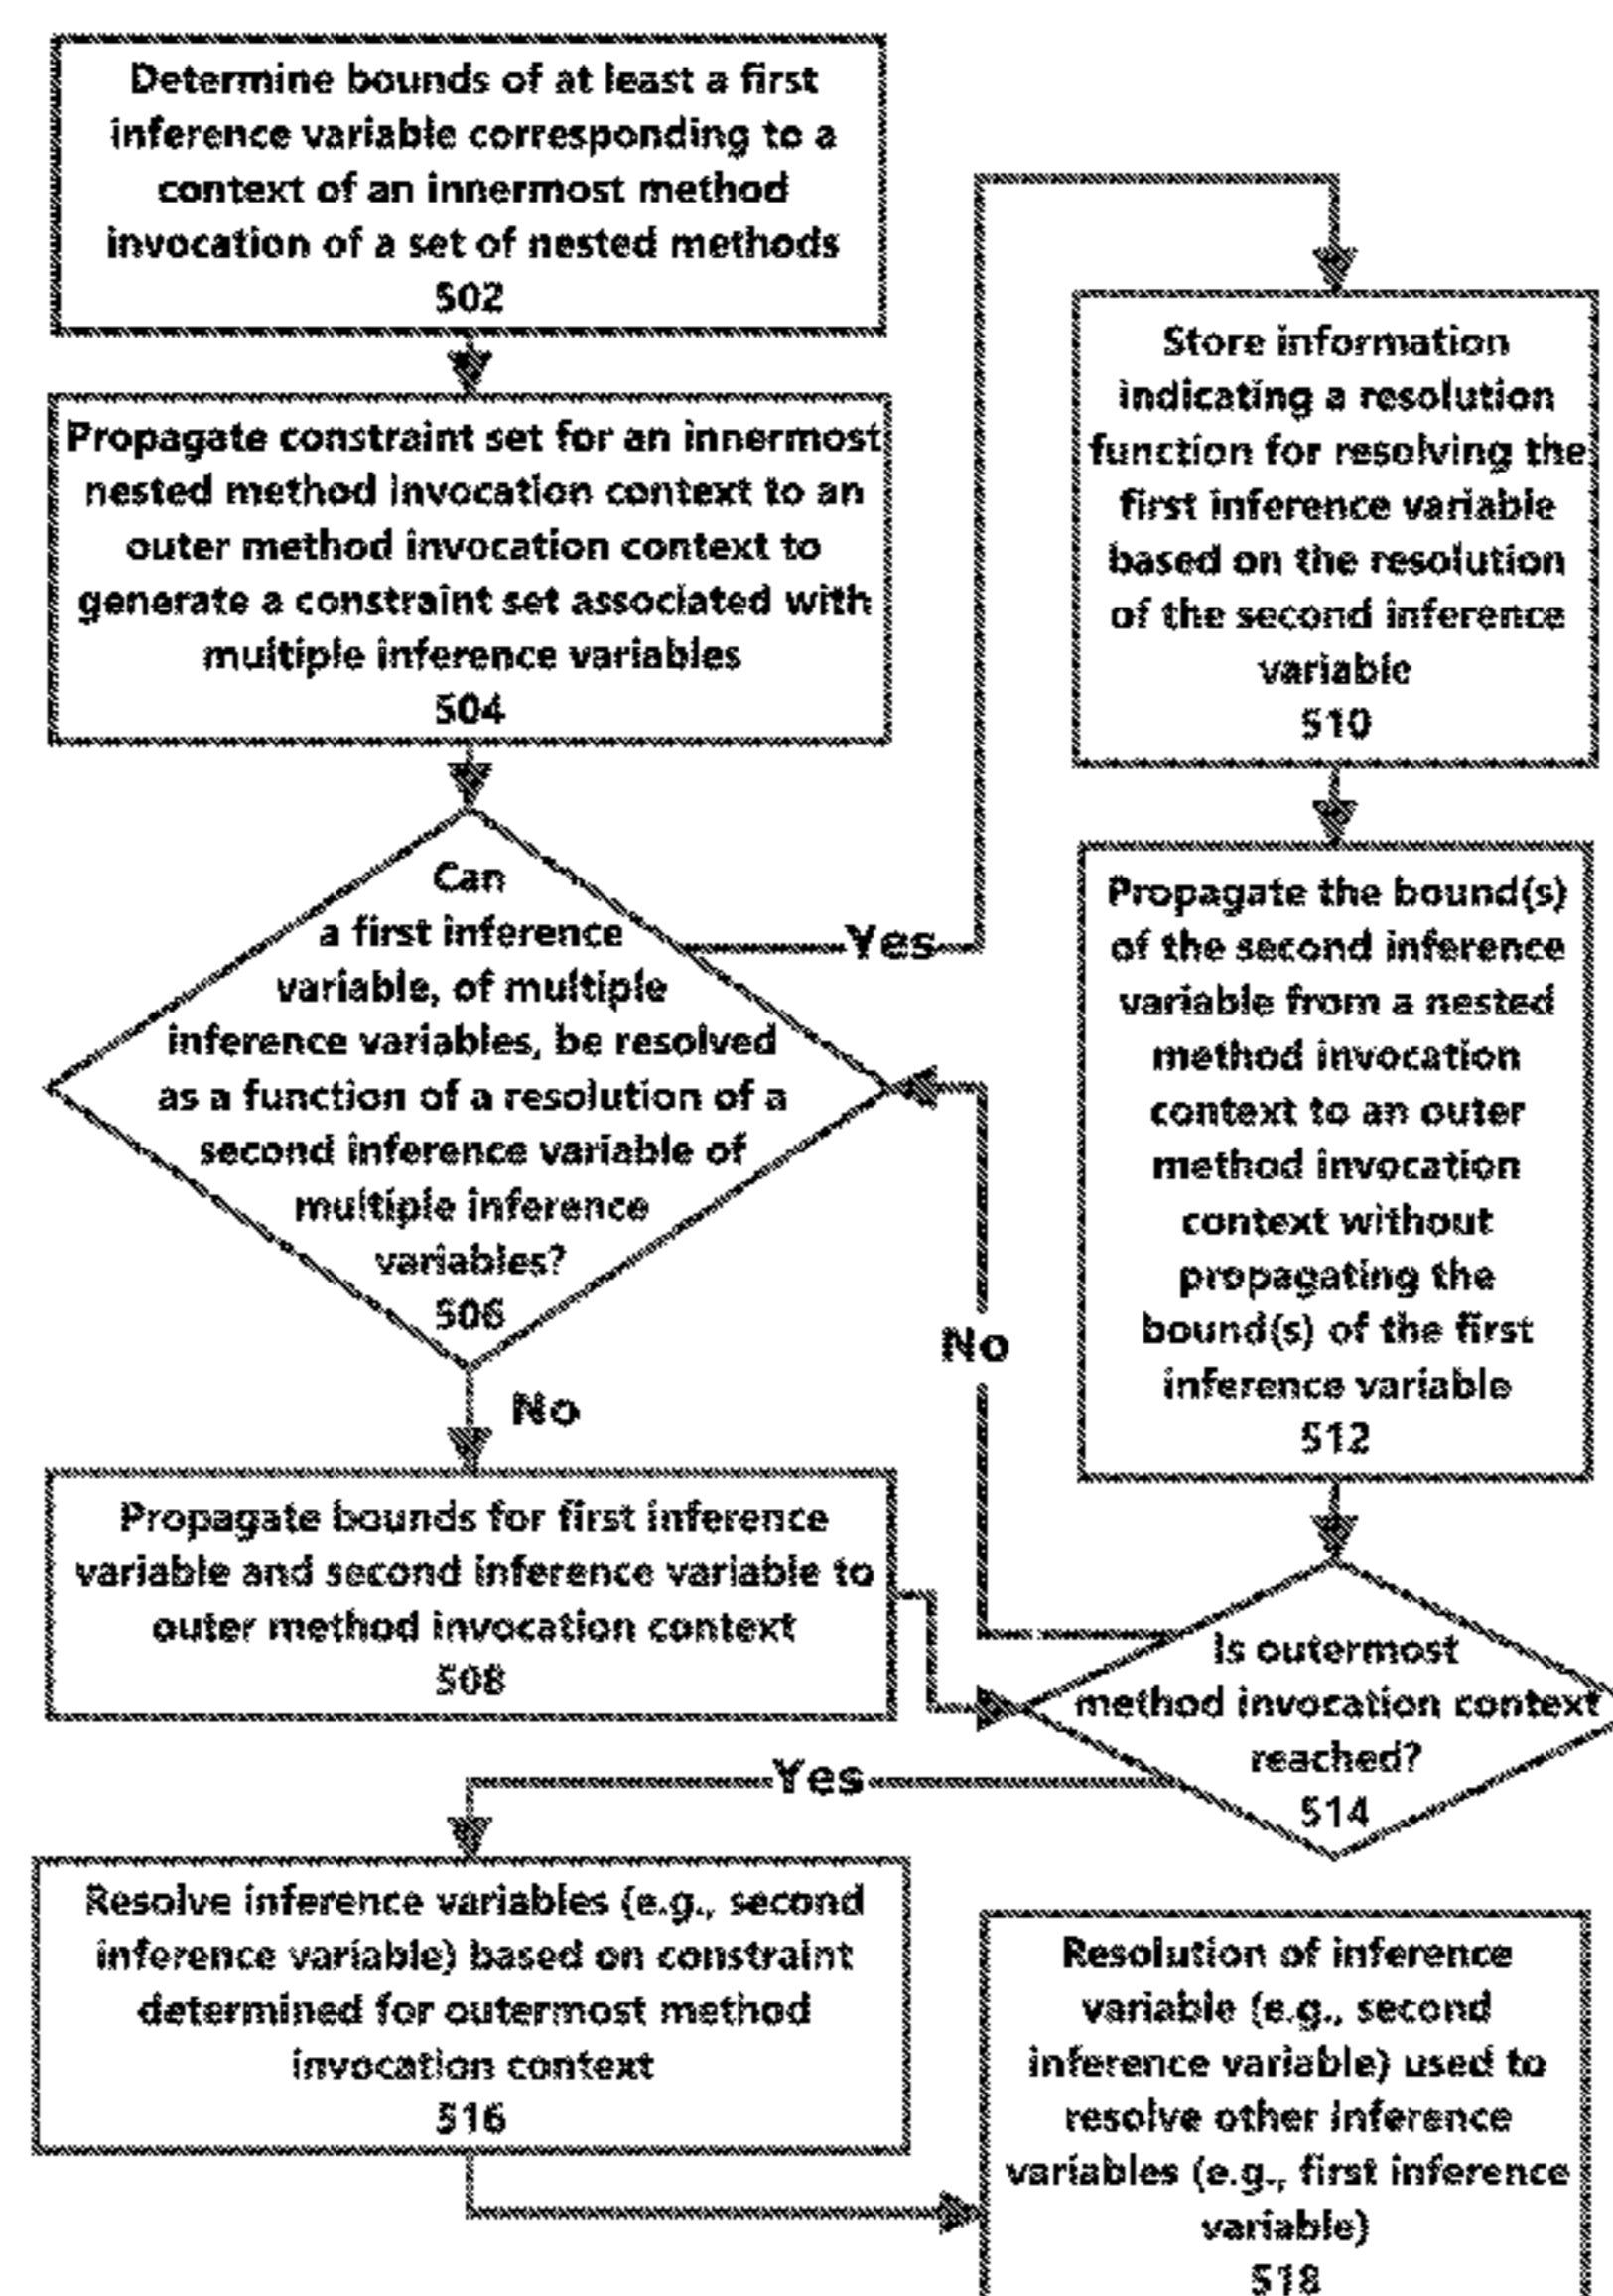 Determine bounds of at least a first
inference variable corresponding to a
context of an innermost method
invocation of a set of nested methods
502
Propagate constraint set for an innermost
nested method invocation context to an
outer method invocation context to
generate a constraint set associated with
multiple inference variables
504
Can
a first inference
variable, of multiple
inference variables, be resolved
as a function of a resolution of a
second inference variable of
multiple inference
variables?
506
Yes
No
Propagate bounds for first inference
variable and second inference variable to
outer method invocation context
508
Store information
indicating a resolution
function for resolving the
first inference variable
based on the resolution
of the second inference
variable
510
Propagate the bound(s)
of the second inference
variable from a nested
method invocation
context to an outer
method invocation
context without
propagating the
bound(s) of the first
inference variable
512
No
Is outermost
method invocation context
reached?
514
Yes
Resolve inference variables (e.g., second
inference variable) based on constraint
determined for outermost method
invocation context
516
Resolution of inference
variable (e.g., second
inference variable) used to
resolve other inference
variables (e.g., first inference
variable)
518